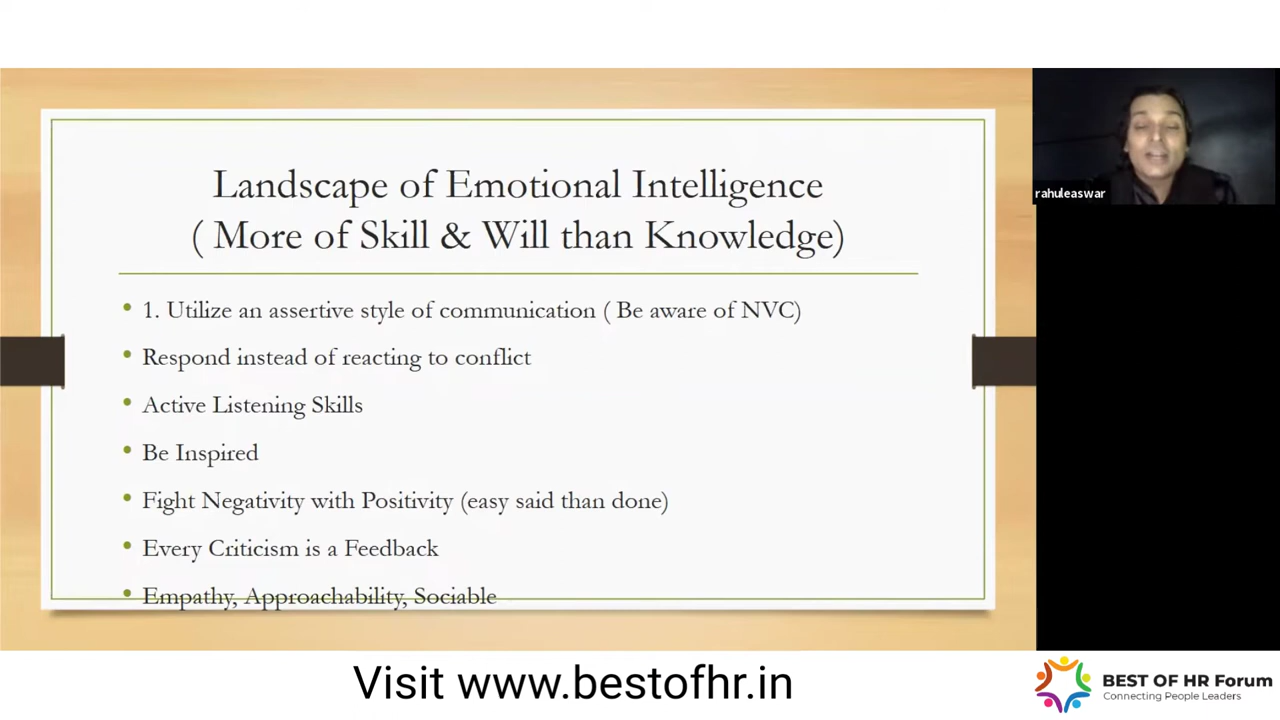 Landscape of Emotional Intelligence
( More of Skill & Will than Knowledge)
• 1. Utilize an assertive style of communication ( Be aware of NVC)
• Respond instead of reacting to conflict
• Active Listening Skills
• Be Inspired
• Fight Negativity with Positivity (easy said than done)
• Every Criticism is a Feedback
• Empathy, Approachability, Sociable
rahuleaswar
Visit www.bestofhr.in
BEST OF HR Forum
Connecting People Leaders